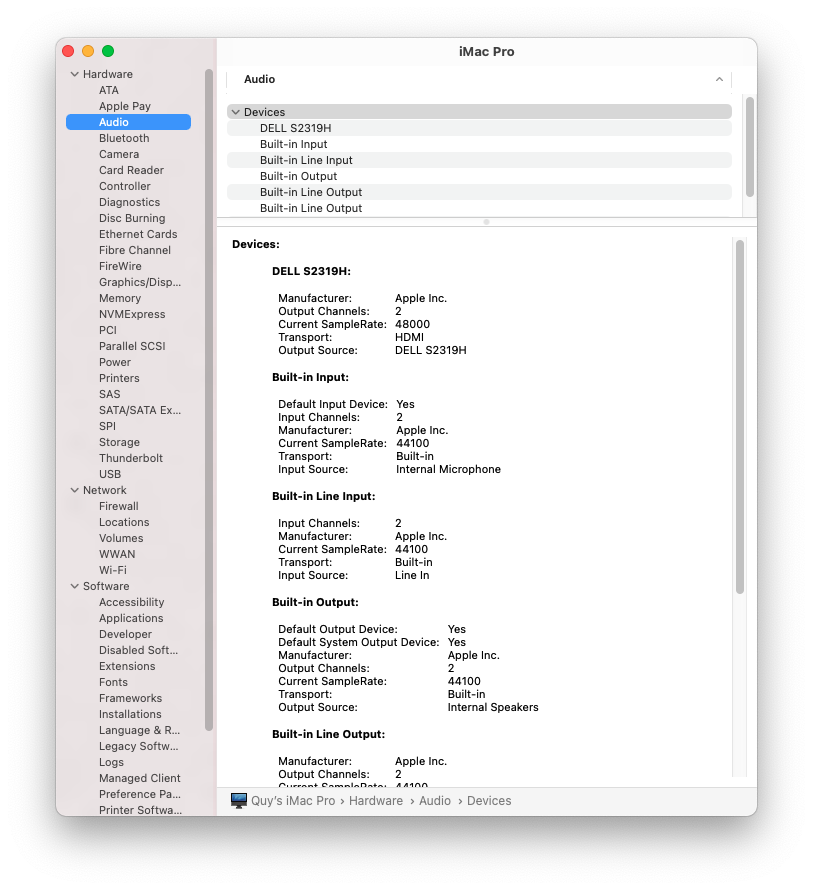 iMac Pro
Hardware
ATA
Apple Pay
Audio
Bluetooth
Camera
Card Reader
Controller
Diagnostics
Disc Burning
Ethernet Cards
Fibre Channel
FireWire
Graphics/Disp...
Memory
NVMExpress
PCI
Parallel SCSI
Power
Printers
SAS
SATA/SATA Ex...
SPI
Storage
Thunderbolt
USB
Network
Firewall
Locations
Volumes
WWAN
Wi-Fi
Software
Accessibility
Applications
Developer
Disabled Soft...
Extensions
Fonts
Frameworks
Installations
Language & R...
Legacy Softw...
Logs
Managed Client
Preference Pa...
Printer Softwa...
Audio
Devices
DELL S2319H
Built-in Input
Built-in Line Input
Built-in Output
Built-in Line Output
Built-in Line Output
Devices:
DELL S2319H:
Manufacturer: Apple Inc.
Output Channels: 2
Current SampleRate: 48000
Transport: HDMI
Output Source: DELL S2319H
Built-in Input:
Default Input Device: Yes
Input Channels: 2
Manufacturer: Apple Inc.
Current SampleRate: 44100
Transport: Built-in
Input Source: Internal Microphone
Built-in Line Input:
Input Channels: 2
Manufacturer: Apple Inc.
Current SampleRate: 44100
Transport: Built-in
Input Source: Line In
Built-in Output:
Default Output Device: Yes
Default System Output Device: Yes
Manufacturer: Apple Inc.
Output Channels: 2
Current SampleRate: 44100
Transport: Built-in
Output Source: Internal Speakers
Built-in Line Output:
Manufacturer: Apple Inc.
Output Channels: 2
Current SampleRate: 44100
Quy's iMac Pro › Hardware › Audio › Devices